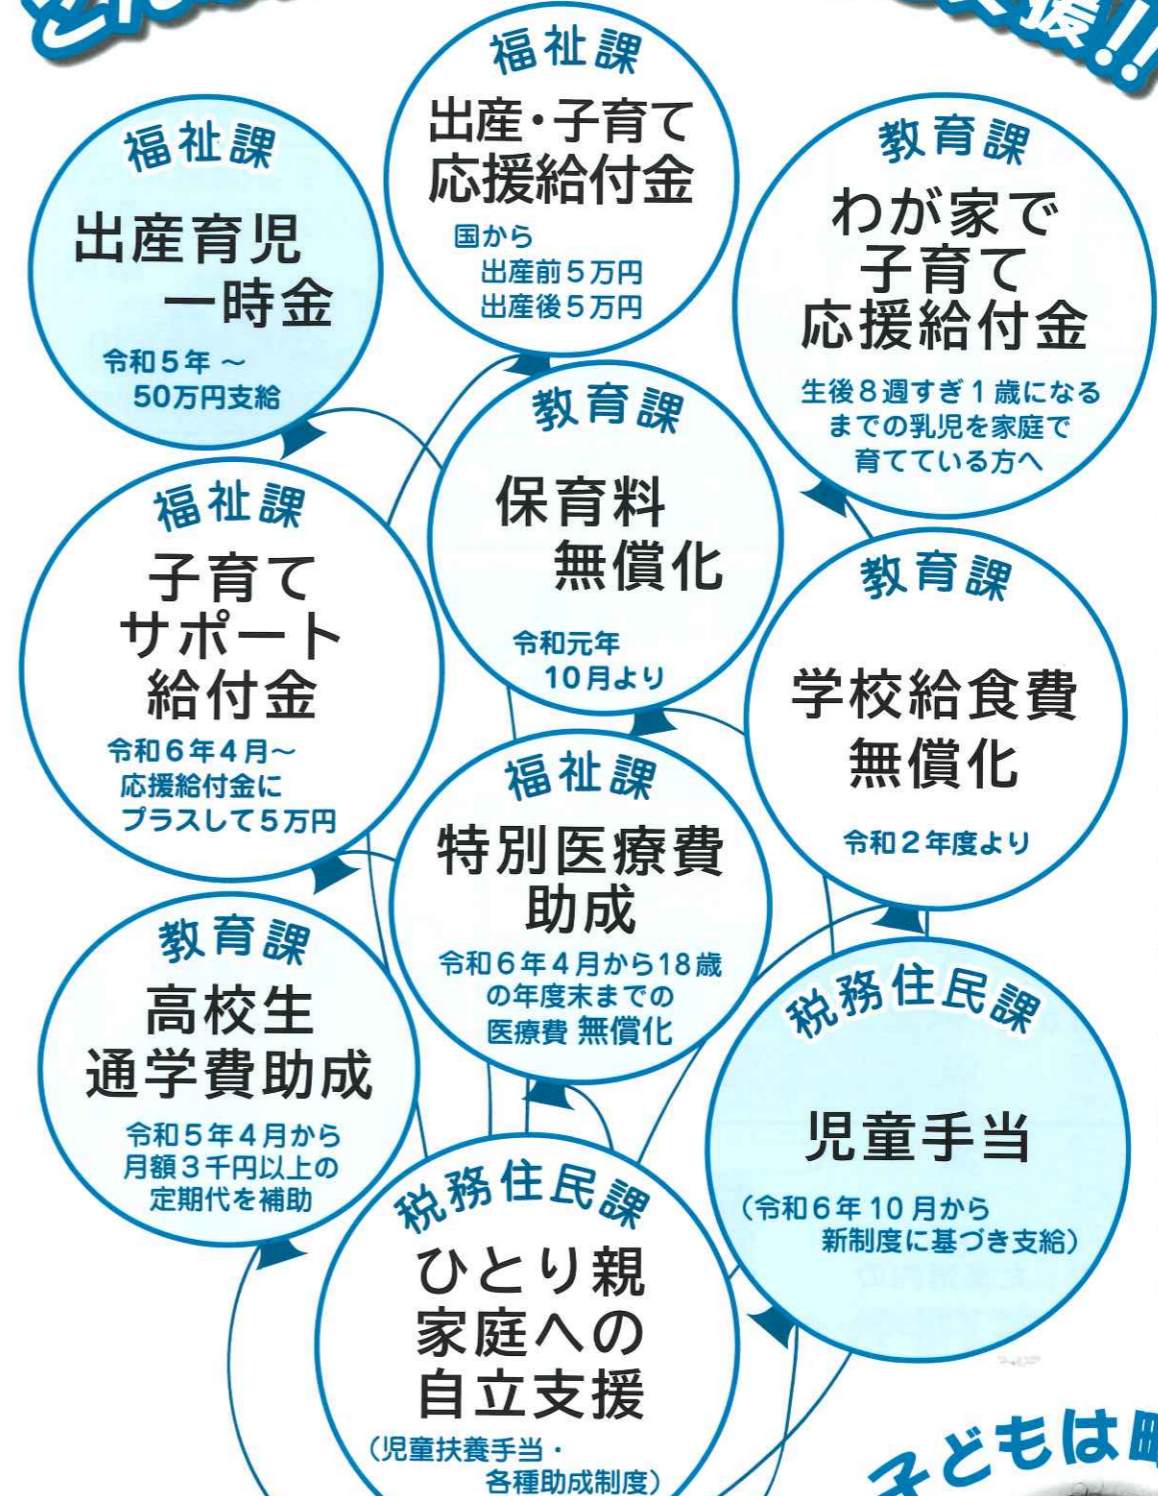 援!!
福祉課
出産・子育て
応援給付金
国から
出産前5万円
出産後5万円
福祉課
出産育児
一時金
令和5年～
50万円支給
教育課
わが家で
子育て
応援給付金
生後8週すぎ1歳になる
までの乳児を家庭で
育てている方へ
教育課
保育料
無償化
令和元年
10月より
福祉課
子育て
サポート
給付金
令和6年4月～
応援給付金に
プラスして5万円
教育課
学校給食費
無償化
令和2年度より
福祉課
特別医療費
助成
令和6年4月から18歳
の年度末までの
医療費 無償化
教育課
高校生
通学費助成
令和5年4月から
月額3千円以上の
定期代を補助
税務住民課
児童手当
(令和6年10月から
新制度に基づき支給)
税務住民課
ひとり親
家庭への
自立支援
(児童扶養手当・
各種助成制度)
子どもは